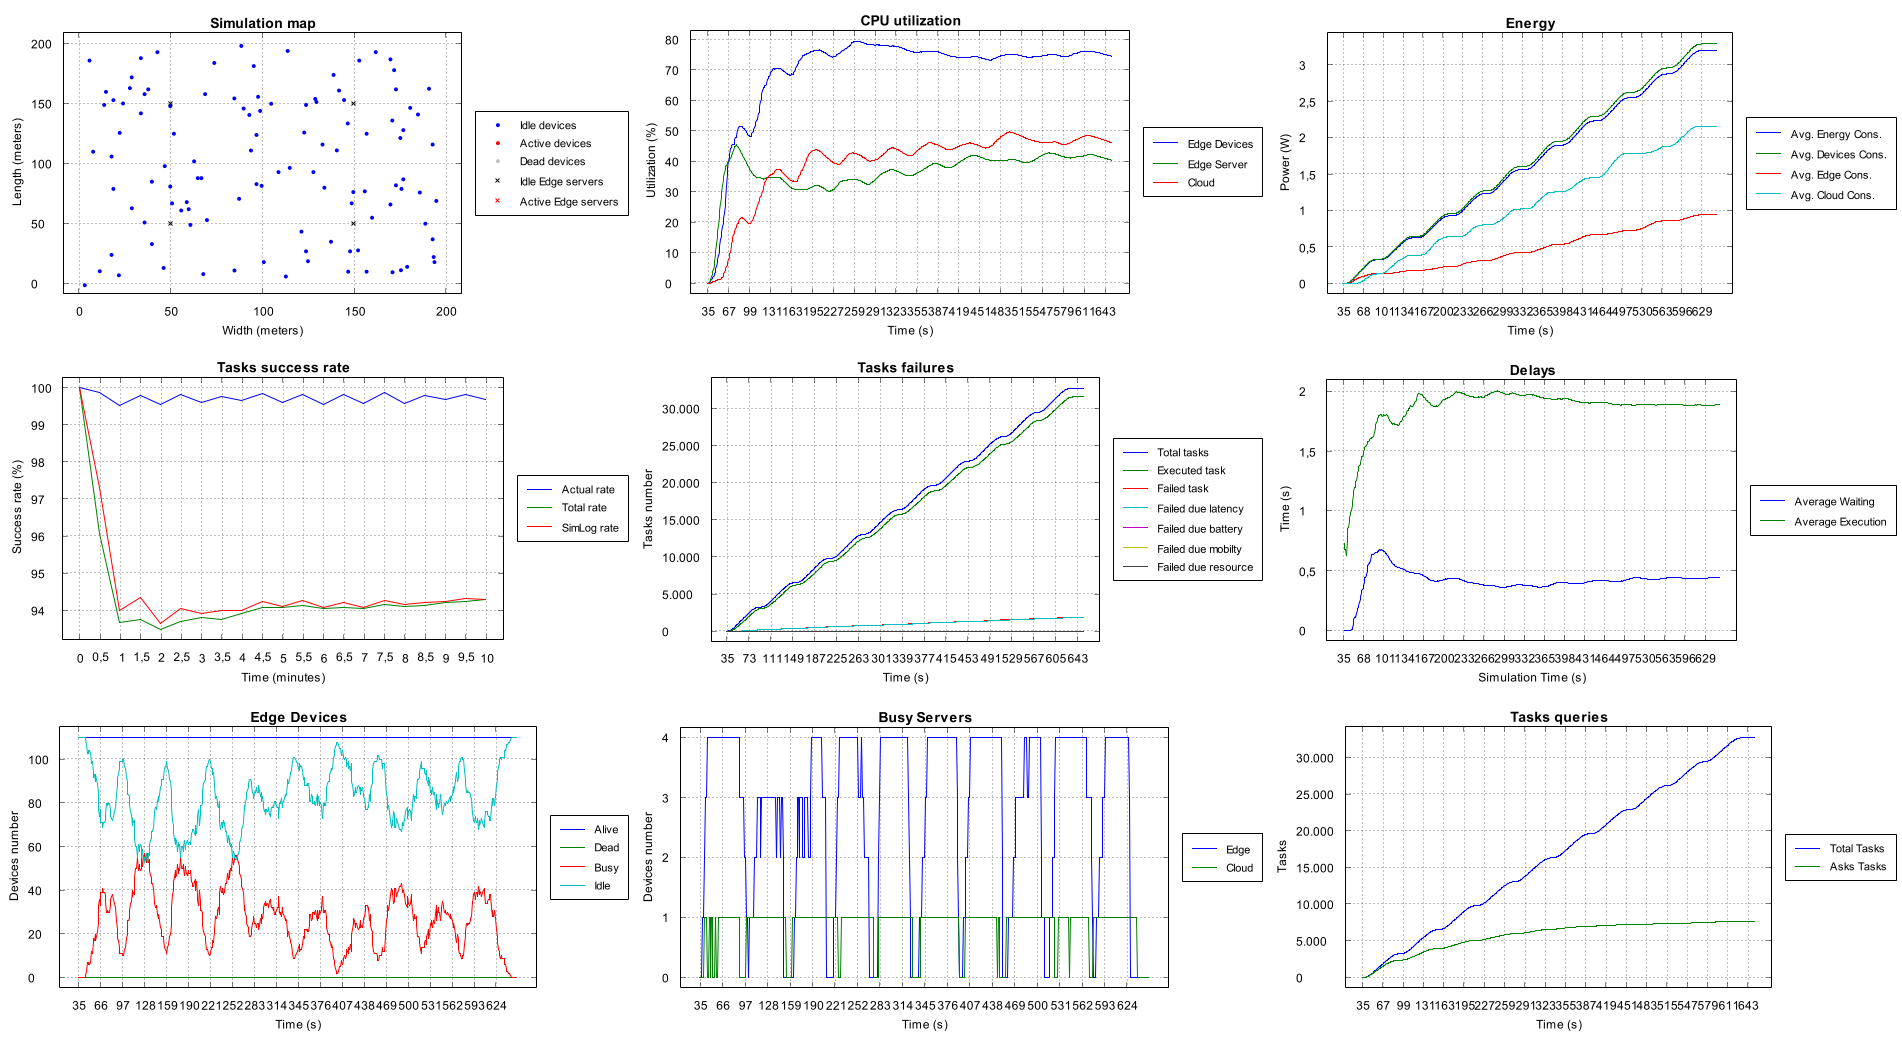 Simulation map
Length (meters)
200
150
100
50
0
0 50 100 150 200
Width (meters)
Idle devices
Active devices
Dead devices
Idle Edge servers
Active Edge servers
CPU utilization
Utilization (%)
80
70
60
50
40
30
20
10
0
Time (s)
Edge Devices
Edge Server
Cloud
Energy
Power (W)
3
2,5
2
1,5
1
0,5
0
Time (s)
Avg. Energy Cons.
Avg. Devices Cons.
Avg. Edge Cons.
Avg. Cloud Cons.
Tasks success rate
Success rate (%)
100
99
98
97
96
95
94
0 0,5 1 1,5 2 2,5 3 3,5 4 4,5 5 5,5 6 6,5 7 7,5 8 8,5 9 9,5 10
Time (minutes)
Actual rate
Total rate
SimLog rate
Tasks failures
Tasks number
30.000
25.000
20.000
15.000
10.000
5.000
0
Time (s)
Total tasks
Executed task
Failed task
Failed due latency
Failed due battery
Failed due mobilty
Failed due resource
Delays
Time (s)
2
1,5
1
0,5
0
Simulation Time (s)
Average Waiting
Average Execution
Edge Devices
Devices number
100
80
60
40
20
0
Time (s)
Alive
Dead
Busy
Idle
Busy Servers
Devices number
4
3
2
1
0
Time (s)
Edge
Cloud
Tasks queries
Tasks
30.000
25.000
20.000
15.000
10.000
5.000
0
Time (s)
Total Tasks
Asks Tasks